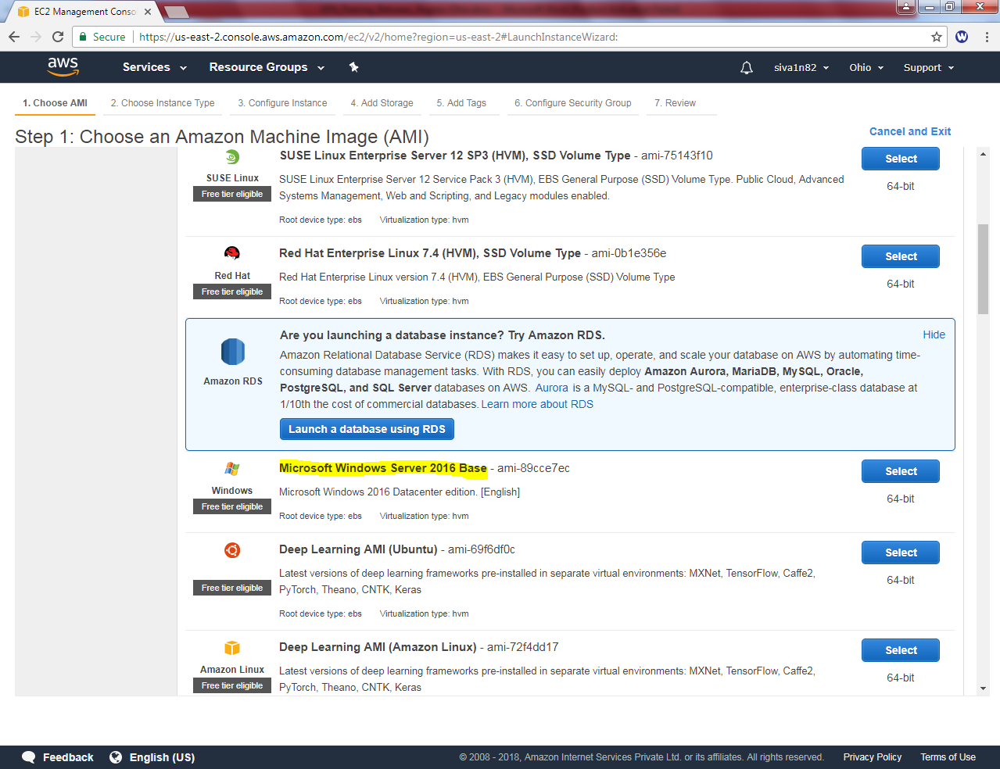 EC2 Management Conso
Secure
https://us-east-2.console.aws.amazon.com/ec2/v2/home?region=us-east-2#LaunchInstanceWizard:
W
aws
Services
Resource Groups
siva1n82
Ohio
Support
1. Choose AMI
2. Choose Instance Type
3. Configure Instance
4. Add Storage
5. Add Tags
6. Configure Security Group
7. Review
Step 1: Choose an Amazon Machine Image (AMI)
Cancel and Exit
SUSE Linux
Free tier eligible
SUSE Linux Enterprise Server 12 SP3 (HVM), SSD Volume Type - ami-75143f10
SUSE Linux Enterprise Server 12 Service Pack 3 (HVM), EBS General Purpose (SSD) Volume Type. Public Cloud, Advanced
Systems Management, Web and Scripting, and Legacy modules enabled.
Root device type: ebs
Virtualization type: hvm
Select
64-bit
Red Hat
Free tier eligible
Red Hat Enterprise Linux 7.4 (HVM), SSD Volume Type - ami-0b1e356e
Red Hat Enterprise Linux version 7.4 (HVM), EBS General Purpose (SSD) Volume Type
Root device type: ebs
Virtualization type: hvm
Select
64-bit
Amazon RDS
Are you launching a database instance? Try Amazon RDS.
Hide
Amazon Relational Database Service (RDS) makes it easy to set up, operate, and scale your database on AWS by automating time-
consuming database management tasks. With RDS, you can easily deploy Amazon Aurora, MariaDB, MySQL, Oracle,
PostgreSQL, and SQL Server databases on AWS. Aurora is a MySQL- and PostgreSQL-compatible, enterprise-class database at
1/10th the cost of commercial databases. Learn more about RDS
Launch a database using RDS
Windows
Free tier eligible
Microsoft Windows Server 2016 Base - ami-89cce7ec
Microsoft Windows 2016 Datacenter edition. [English]
Root device type: ebs
Virtualization type: hvm
Select
64-bit
Free tier eligible
Deep Learning AMI (Ubuntu) - ami-69f6df0c
Latest versions of deep learning frameworks pre-installed in separate virtual environments: MXNet, TensorFlow, Caffe2,
PyTorch, Theano, CNTK, Keras
Root device type: ebs
Virtualization type: hvm
Select
64-bit
Amazon Linux
Free tier eligible
Deep Learning AMI (Amazon Linux) - ami-72f4dd17
Latest versions of deep learning frameworks pre-installed in separate virtual environments: MXNet, TensorFlow, Caffe2,
PyTorch, Theano, CNTK, Keras
Select
64-bit
Feedback
English (US)
© 2008 - 2018, Amazon Internet Services Private Ltd. or its affiliates. All rights reserved.
Privacy Policy
Terms of Use